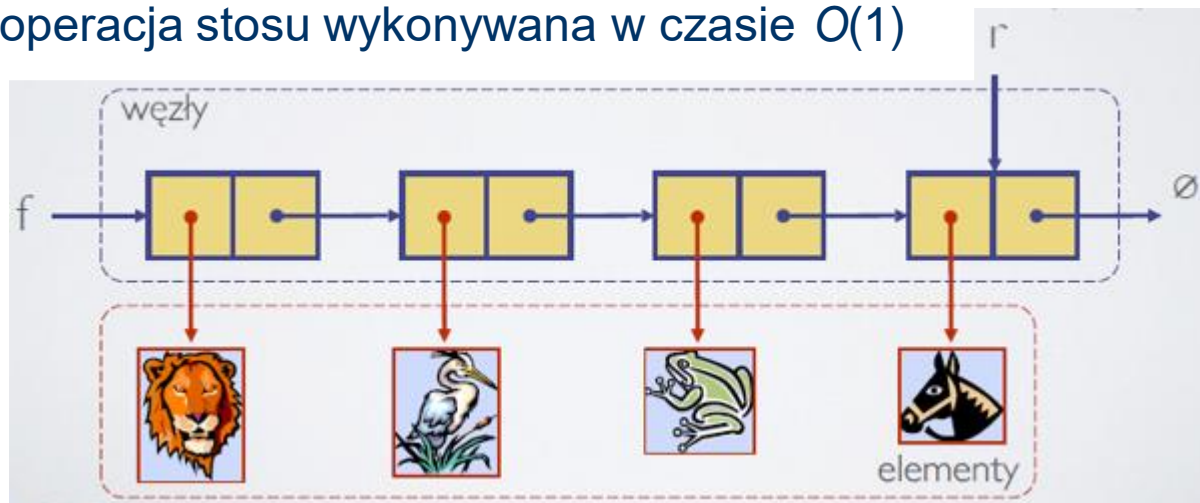 operacja stosu wykonywana w czasie O(1)
r
węzły
f
∅
elementy